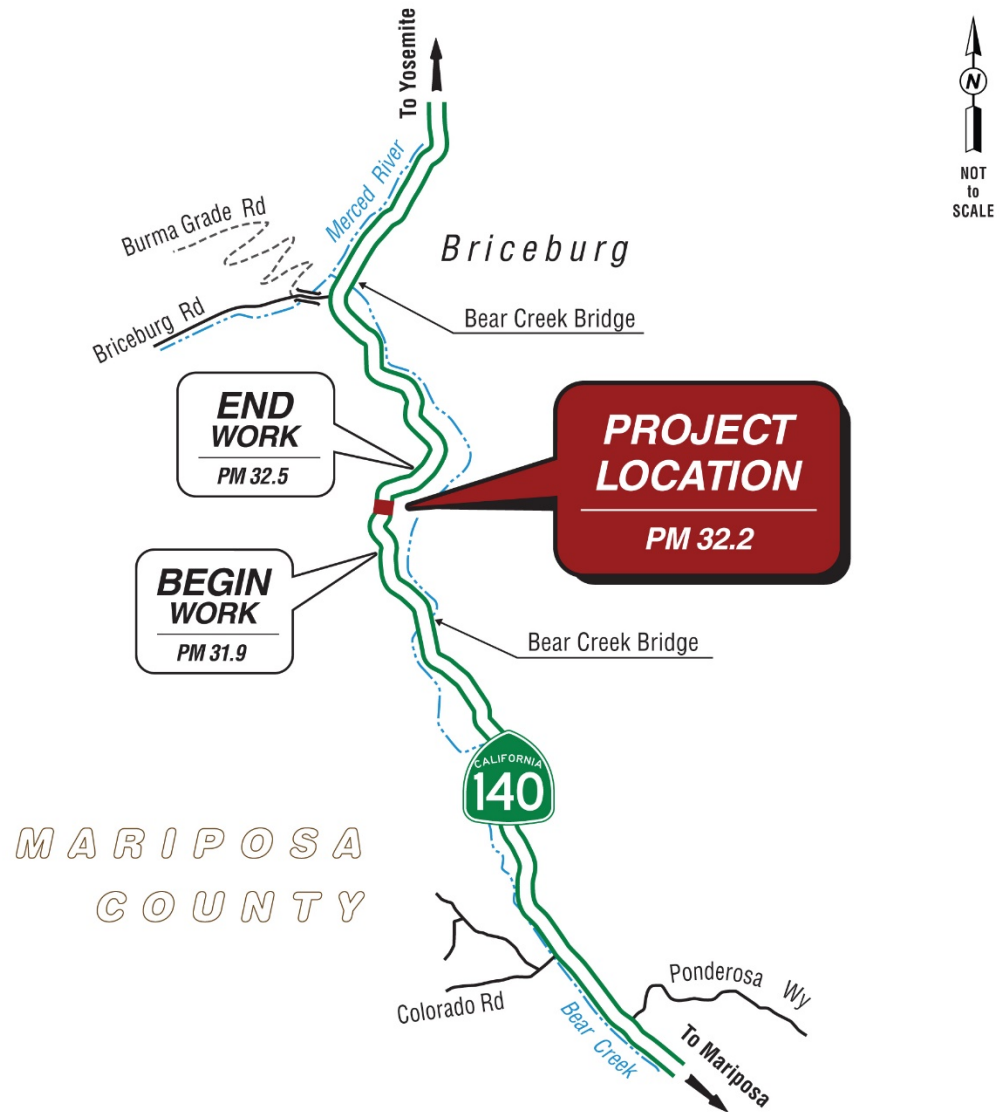 To Yosemite
N
NOT
to
SCALE
Merced River
Burma Grade Rd
Briceburg
Briceburg Rd
Bear Creek Bridge
END
WORK
PM 32.5
PROJECT
LOCATION
PM 32.2
BEGIN
WORK
PM 31.9
Bear Creek Bridge
CALIFORNIA
140
MARIPOSA
COUNTY
Colorado Rd
Ponderosa Wy
Bear Creek
To Mariposa